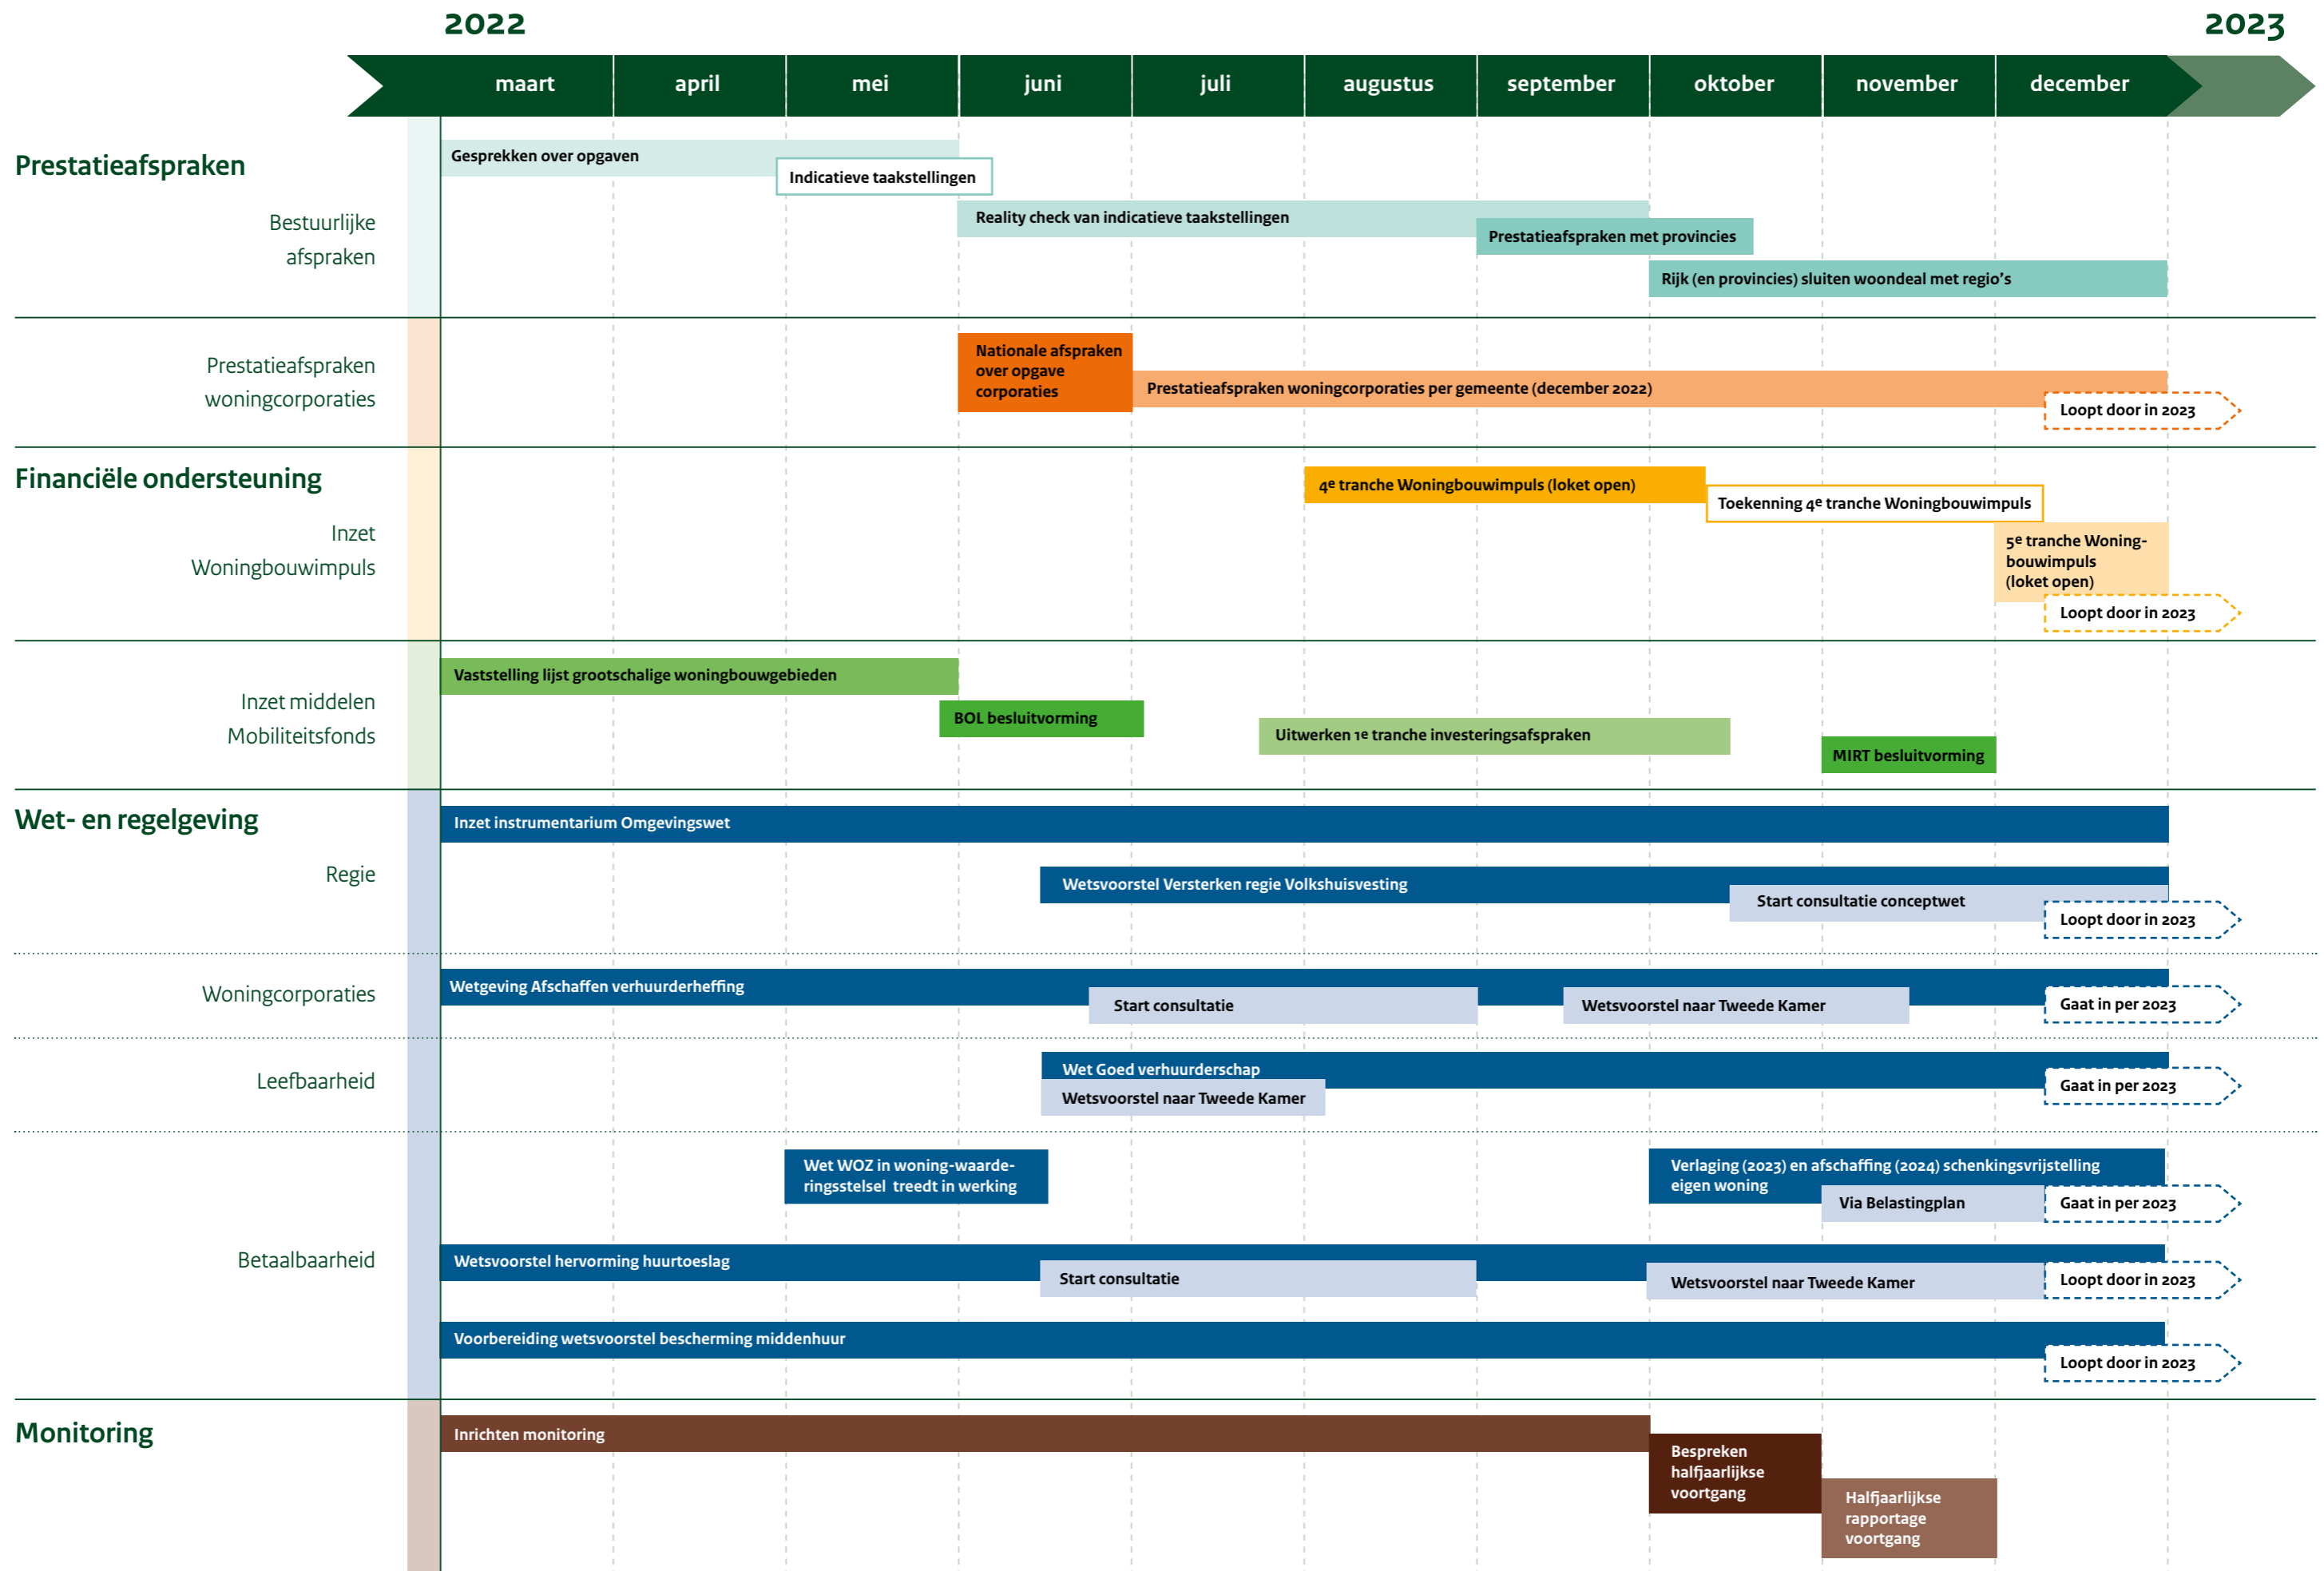 2022
2023
maart
april
mei
juni
juli
augustus
september
oktober
november
december
Prestatieafspraken
Bestuurlijke
afspraken
Gesprekken over opgaven
Indicatieve taakstellingen
Reality check van indicatieve taakstellingen
Prestatieafspraken met provincies
Rijk (en provincies) sluiten woondeal met regio's
Prestatieafspraken
woningcorporaties
Nationale afspraken
over opgave
corporaties
Prestatieafspraken woningcorporaties per gemeente (december 2022)
Loopt door in 2023
Financiële ondersteuning
Inzet
Woningbouwimpuls
4e tranche Woningbouwimpuls (loket open)
Toekenning 4e tranche Woningbouwimpuls
5e tranche Woning-
bouwimpuls
(loket open)
Loopt door in 2023
Inzet middelen
Mobiliteitsfonds
Vaststelling lijst grootschalige woningbouwgebieden
BOL besluitvorming
Uitwerken 1e tranche investeringsafspraken
MIRT besluitvorming
Wet- en regelgeving
Regie
Inzet instrumentarium Omgevingswet
Wetsvoorstel Versterken regie Volkshuisvesting
Start consultatie conceptwet
Loopt door in 2023
Woningcorporaties
Wetgeving Afschaffen verhuurderheffing
Start consultatie
Wetsvoorstel naar Tweede Kamer
Gaat in per 2023
Leefbaarheid
Wet Goed verhuurderschap
Wetsvoorstel naar Tweede Kamer
Gaat in per 2023
Betaalbaarheid
Wet WOZ in woning-waarde-
ringsstelsel treedt in werking
Verlaging (2023) en afschaffing (2024) schenkingsvrijstelling
eigen woning
Via Belastingplan
Gaat in per 2023
Wetsvoorstel hervorming huurtoeslag
Start consultatie
Wetsvoorstel naar Tweede Kamer
Loopt door in 2023
Voorbereiding wetsvoorstel bescherming middenhuur
Loopt door in 2023
Monitoring
Inrichten monitoring
Bespreken
halfjaarlijkse
voortgang
Halfjaarlijkse
rapportage
voortgang